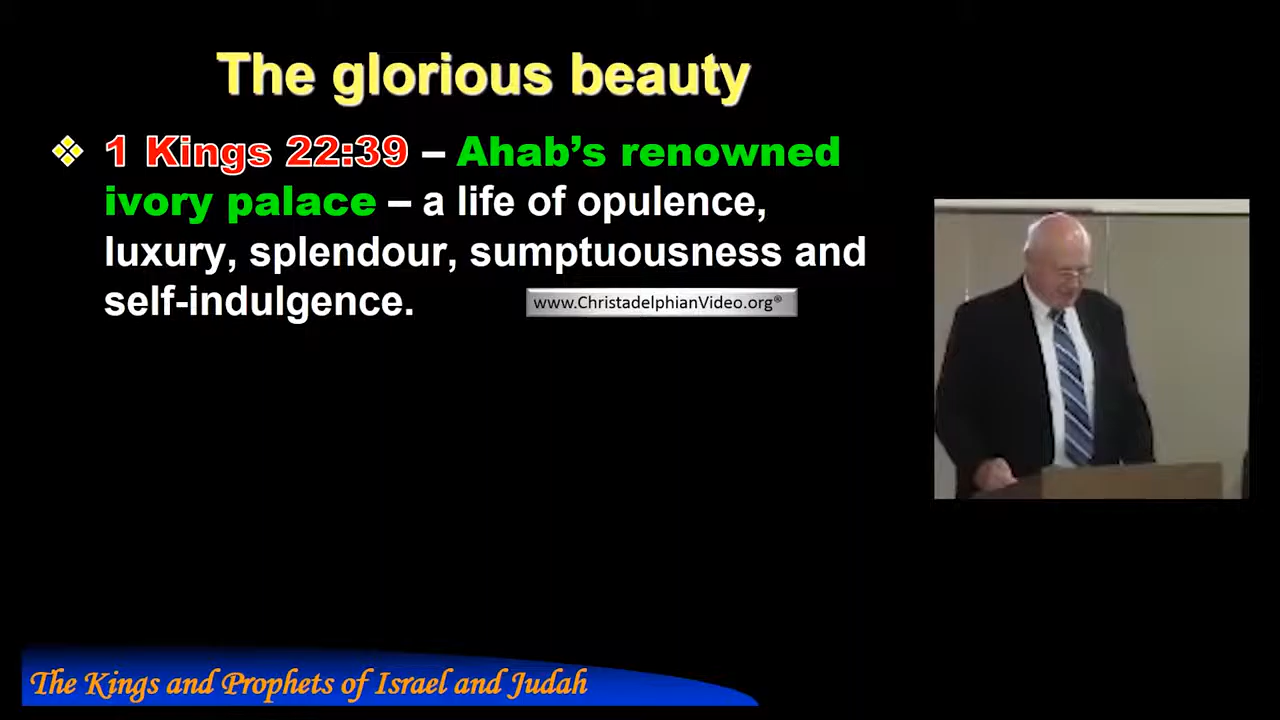 The glorious beauty
❖ 1 Kings 22:39 – Ahab’s renowned
ivory palace – a life of opulence,
luxury, splendour, sumptuousness and
self-indulgence.
www.ChristadelphianVideo.org®
The Kings and Prophets of Israel and Judah